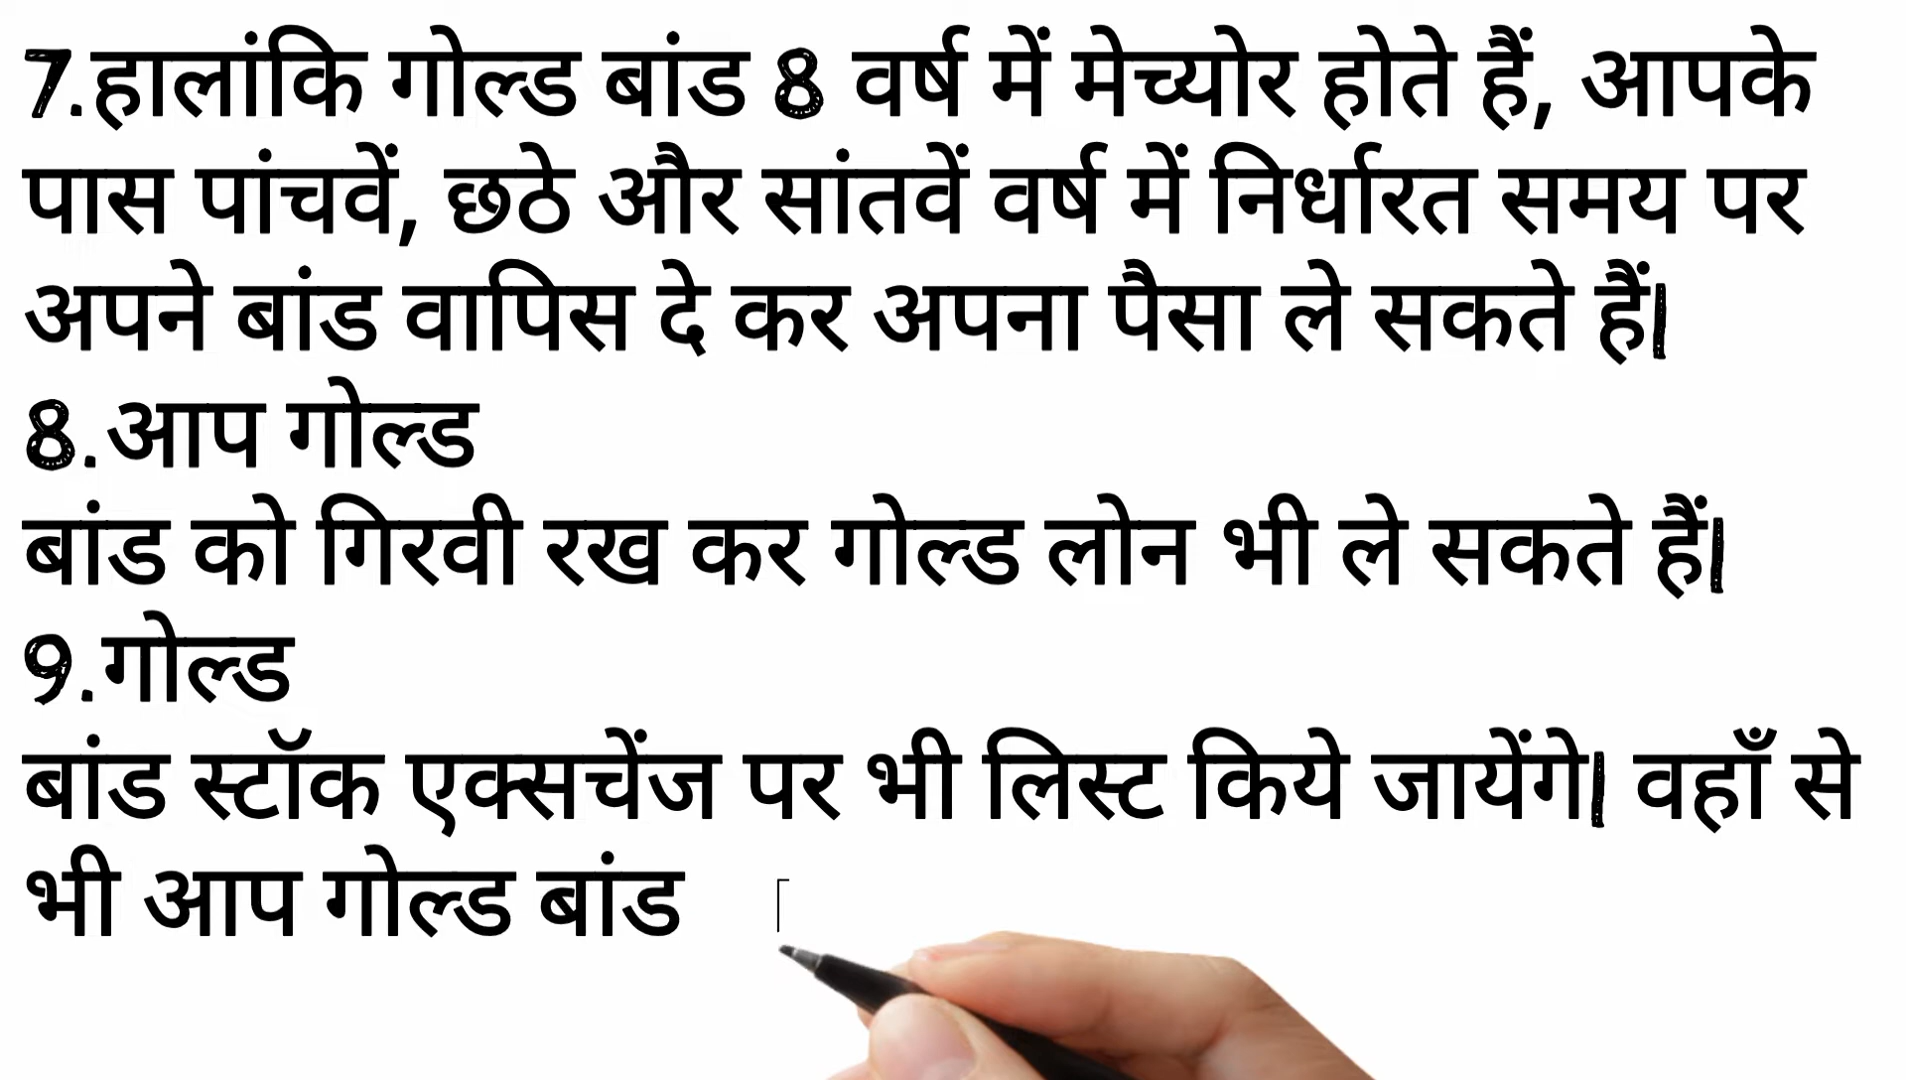 7.हालांकि गोल्ड बांड 8 वर्ष में मेच्योर होते हैं, आपके
पास पांचवें, छठे और सांतवें वर्ष में निर्धारत समय पर
अपने बांड वापिस दे कर अपना पैसा ले सकते हैं|
8.आप गोल्ड
बांड को गिरवी रख कर गोल्ड लोन भी ले सकते हैं|
9.गोल्ड
बांड स्टॉक एक्सचेंज पर भी लिस्ट किये जायेंगे| वहाँ से
भी आप गोल्ड बांड